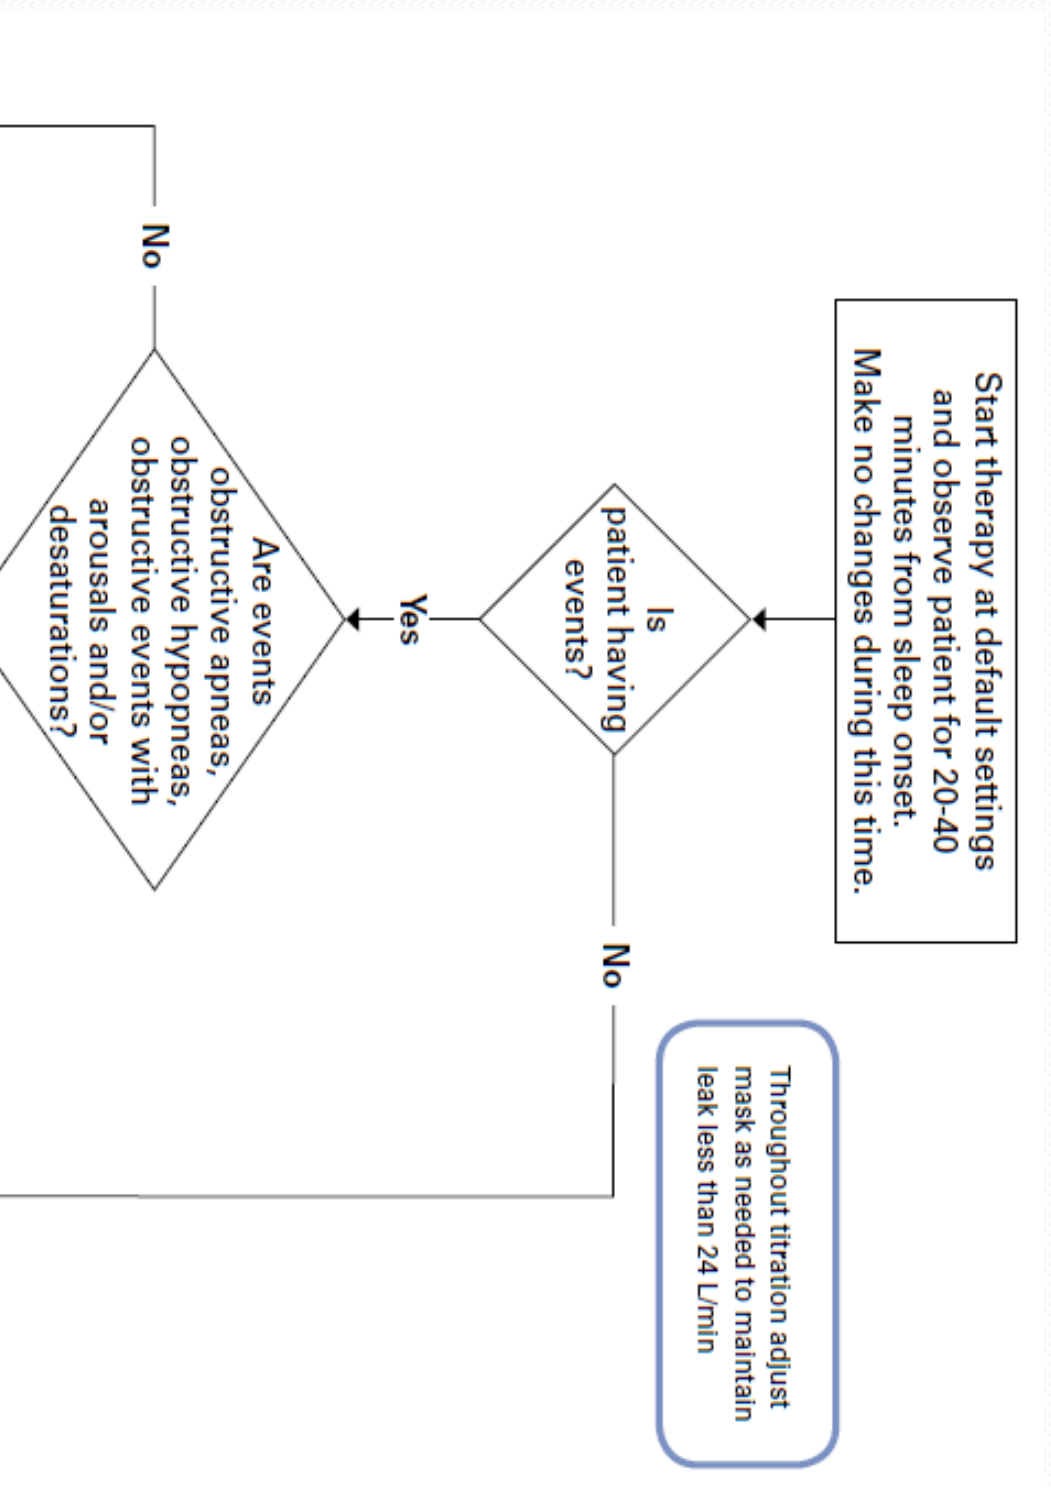 Start therapy at default settings
and observe patient for 20-40
minutes from sleep onset.
Make no changes during this time.
Throughout titration adjust
mask as needed to maintain
leak less than 24 L/min
Is
patient having
events?
No
Yes
Are events
obstructive apneas,
obstructive hypopneas,
obstructive events with
arousals and/or
desaturations?
No